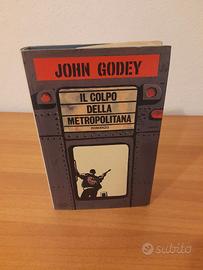 JOHN GODEY
IL COLPO
DELLA
METROPOLITANA
ROMANZO
subito